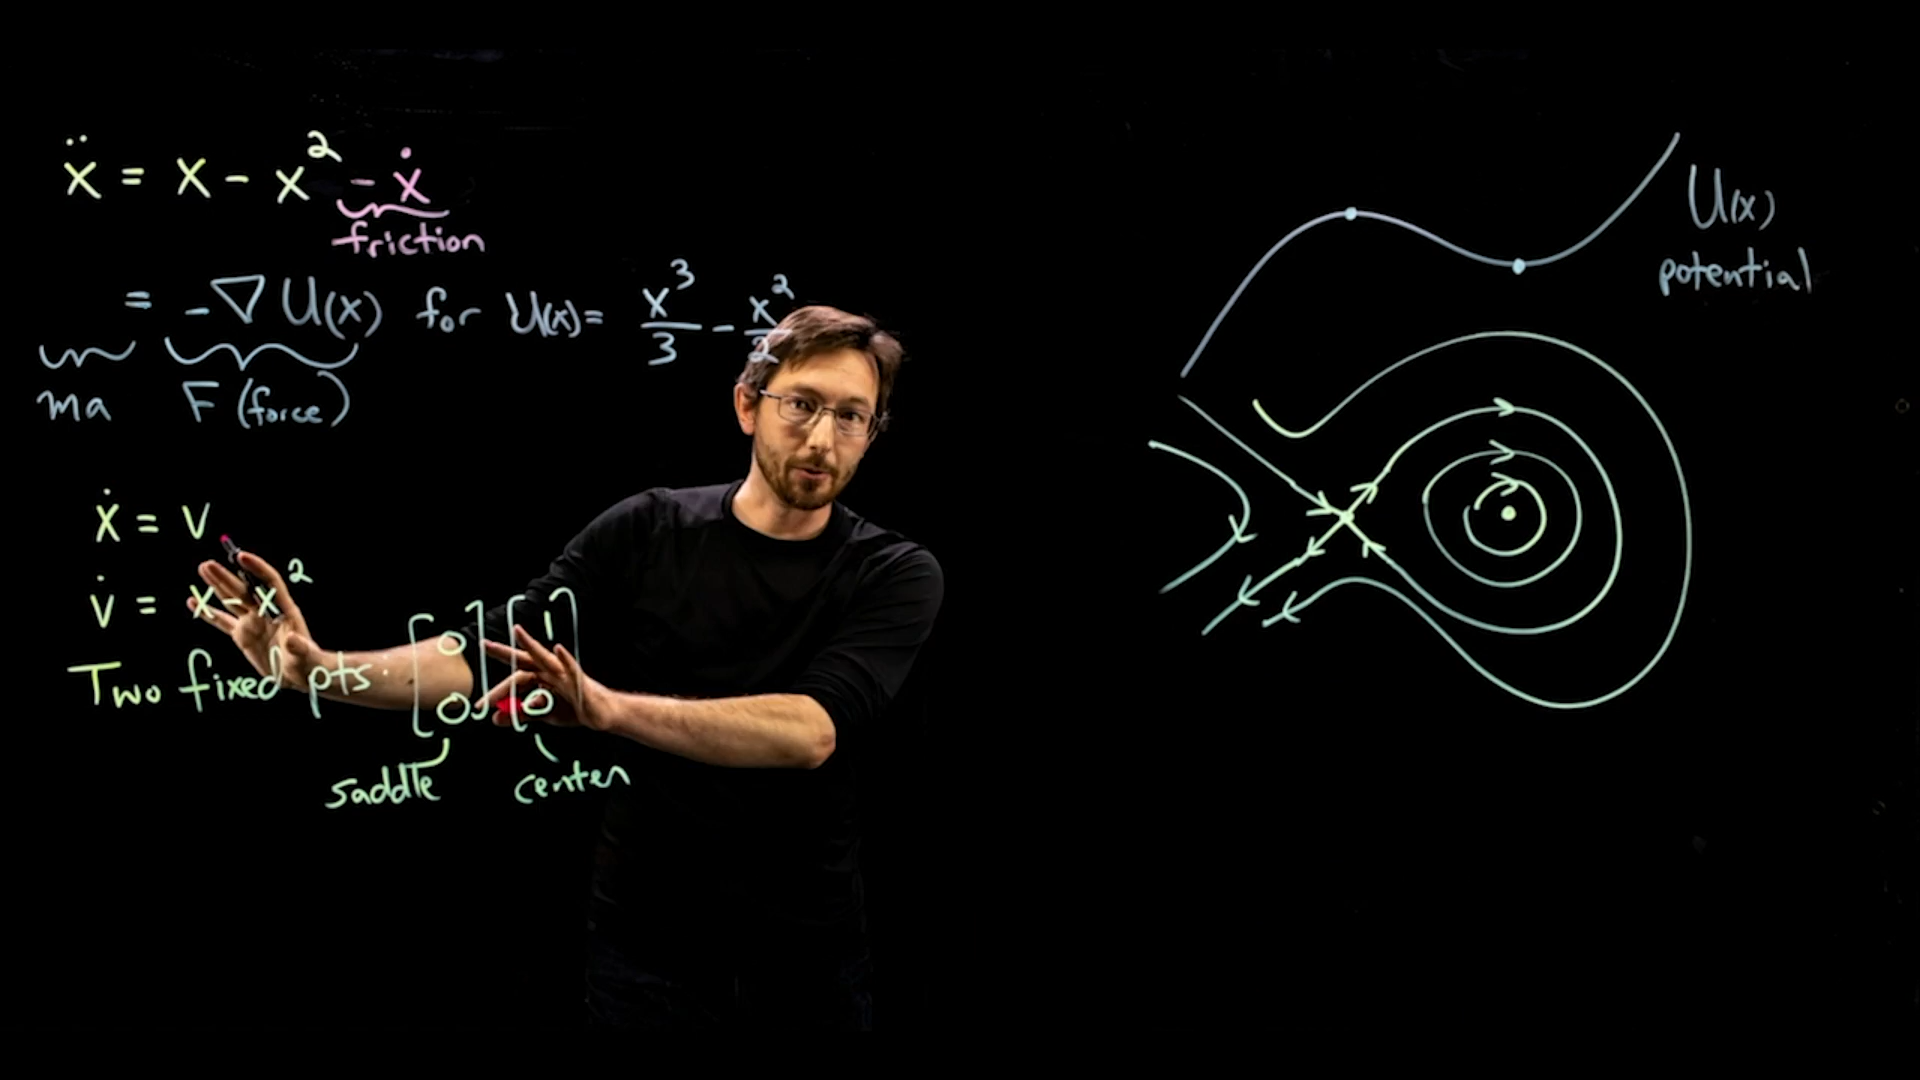 ẍ = x - x² - ẋ
friction
= -∇U(x) for U(x)= x³/3 - x²/2
ma F (force)
ẋ = v
v̇ = x - x²
Two fixed pts: [0 0] [1 0]
saddle center
U(x)
potential